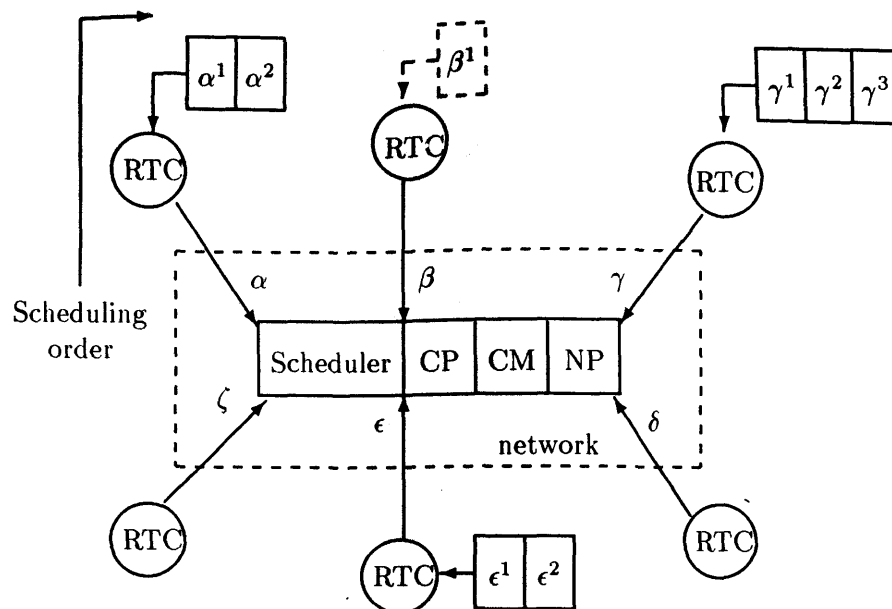 α¹ α²
β¹
γ¹ γ² γ³
RTC
RTC
RTC
α
β
γ
Scheduling
order
Scheduler CP CM NP
ζ
ϵ
δ
network
RTC
RTC
RTC
ϵ¹ ϵ²